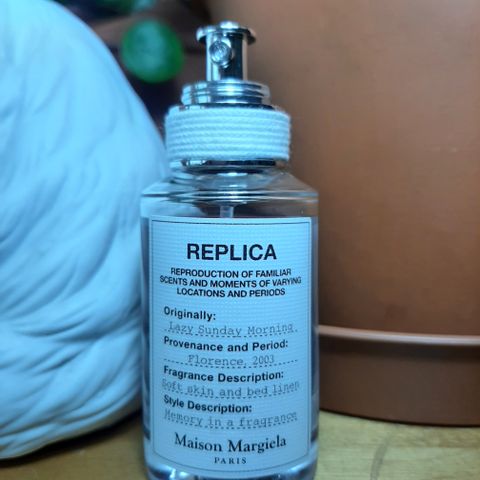 REPLICA
REPRODUCTION OF FAMILIAR
SCENTS AND MOMENTS OF VARYING
LOCATIONS AND PERIODS
Originally:
Lazy Sunday Morning
Provenance and Period:
Florence, 2003
Fragrance Description:
Soft skin and bed linen
Style Description:
Memory in a fragrance
Maison Margiela
PARIS